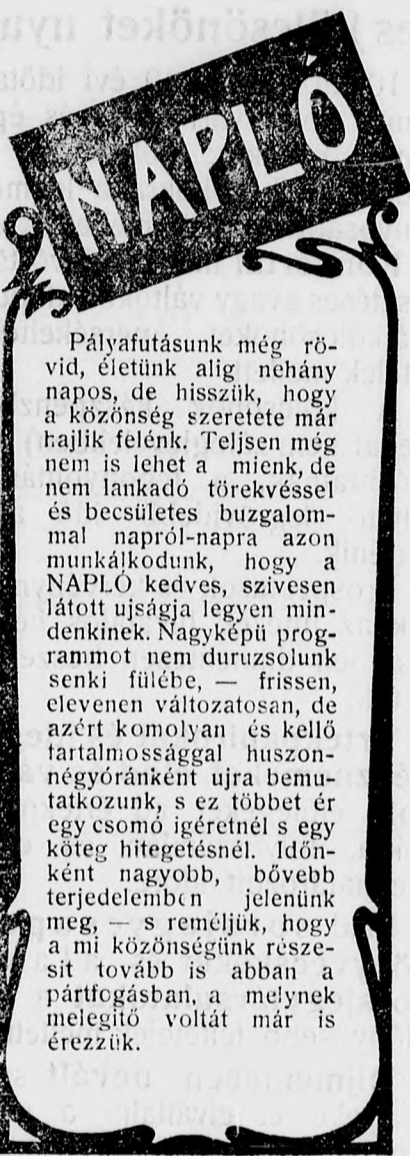 NAPLÓ
Pályafutásunk még rö-
vid, életünk alig nehány
napos, de hisszük, hogy
a közönség szeretete már
hajlik felénk. Teljsen még
nem is lehet a mienk, de
nem lankadó törekvéssel
és becsületes buzgalom-
mal napról-napra azon
munkálkodunk, hogy a
NAPLÓ kedves, szivesen
látott ujságja legyen min-
denkinek. Nagyképü prog-
rammot nem duruzsolunk
senki fülébe, — frissen,
elevenen változatosan, de
azért komolyan és kellő
tartalmossággal huszon-
négyóránként ujra bemu-
tatkozunk, s ez többet ér
egy csomó igéretnél s egy
köteg hitegetésnél. Időn-
ként nagyobb, bővebb
terjedelemben jelenünk
meg, — s reméljük, hogy
a mi közönségünk része-
sit tovább is abban a
párttfogásban, a melynek
melegitő voltát már is
érezzük.